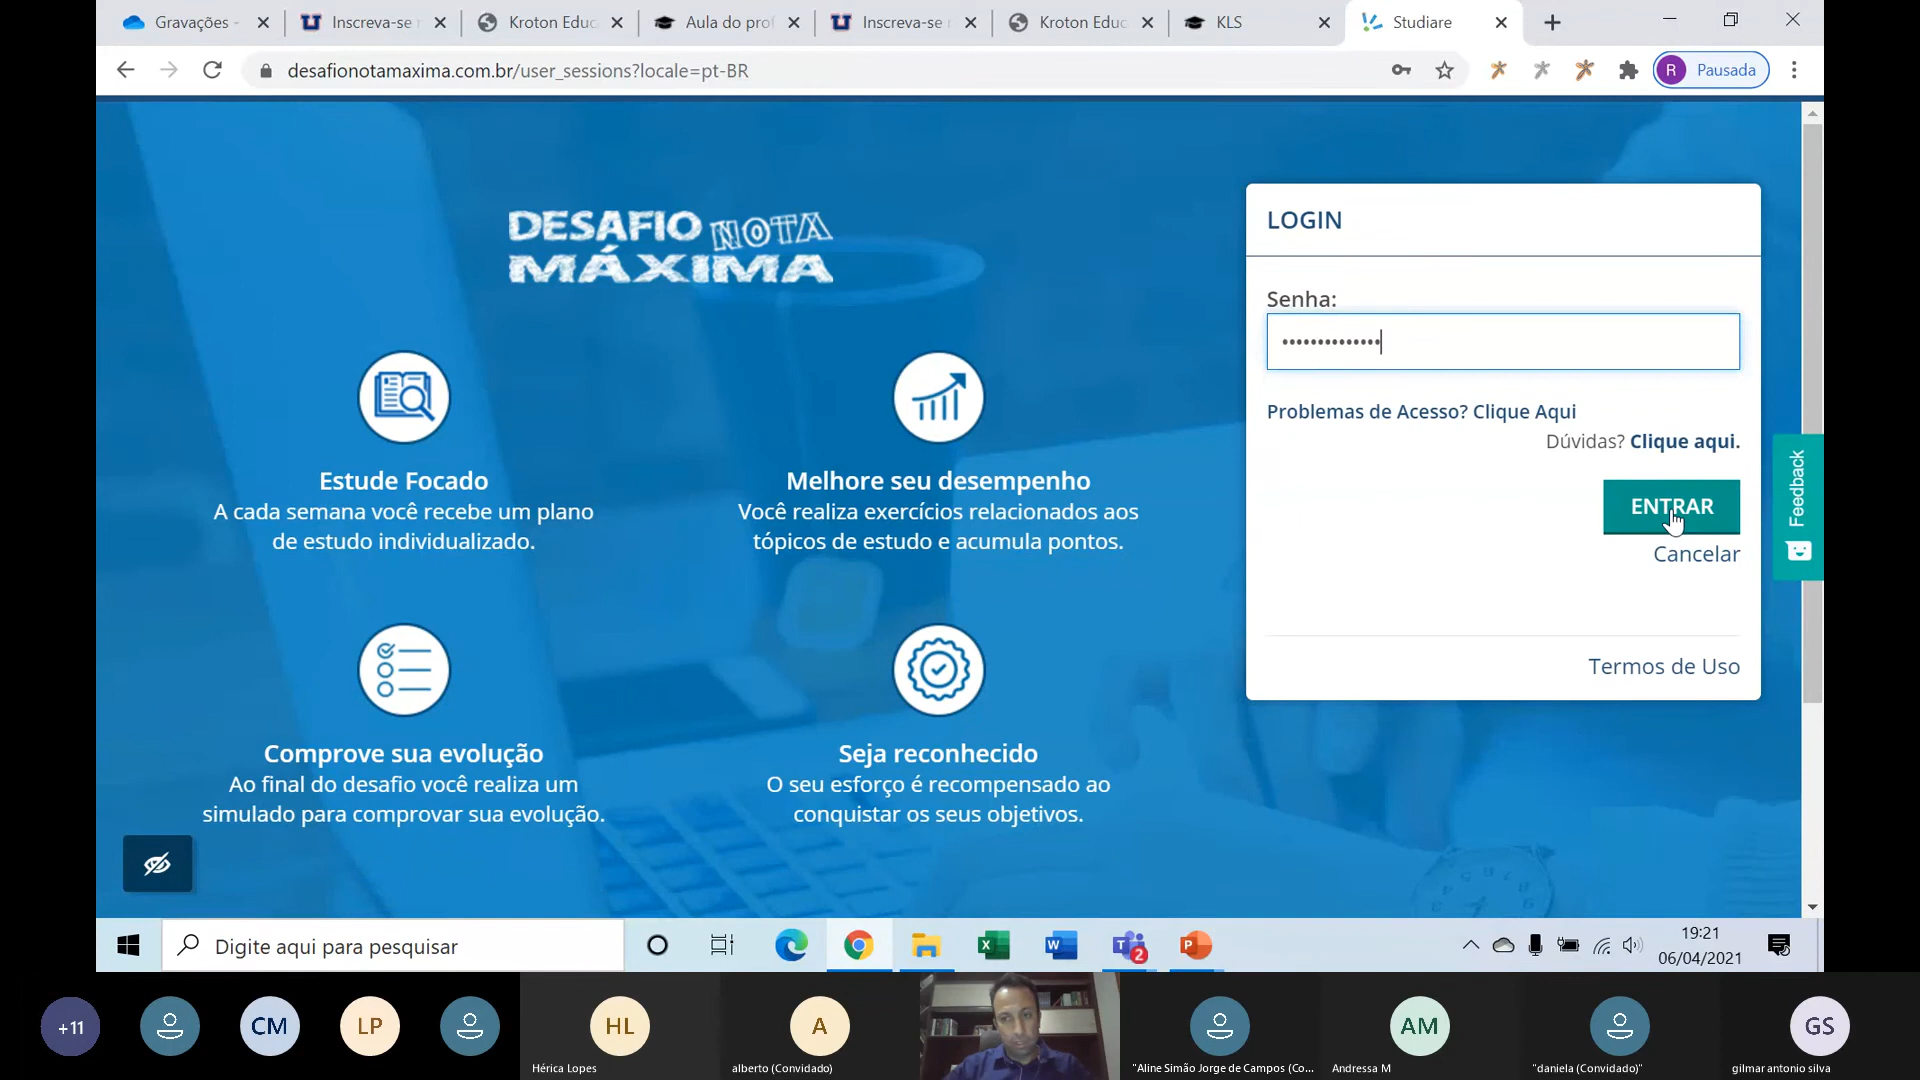 Gravações -
Inscreva-se n
Kroton Educ
Aula do prof
Inscreva-se n
Kroton Educ
KLS
Studiare
desafionotamaxima.com.br/user_sessions?locale=pt-BR
R Pausada
DESAFIO NOTA
MÁXIMA
LOGIN
Senha:
••••••••••••••
Problemas de Acesso? Clique Aqui
Dúvidas? Clique aqui.
ENTRAR
Cancelar
Termos de Uso
Feedback
Estude Focado
A cada semana você recebe um plano
de estudo individualizado.
Melhore seu desempenho
Você realiza exercícios relacionados aos
tópicos de estudo e acumula pontos.
Comprove sua evolução
Ao final do desafio você realiza um
simulado para comprovar sua evolução.
Seja reconhecido
O seu esforço é recompensado ao
conquistar os seus objetivos.
Digite aqui para pesquisar
2
19:21
06/04/2021
+11
CM
LP
HL
Hérica Lopes
A
alberto (Convidado)
"Aline Simão Jorge de Campos (Co...
AM
Andressa M
"daniela (Convidado)"
GS
gilmar antonio silva